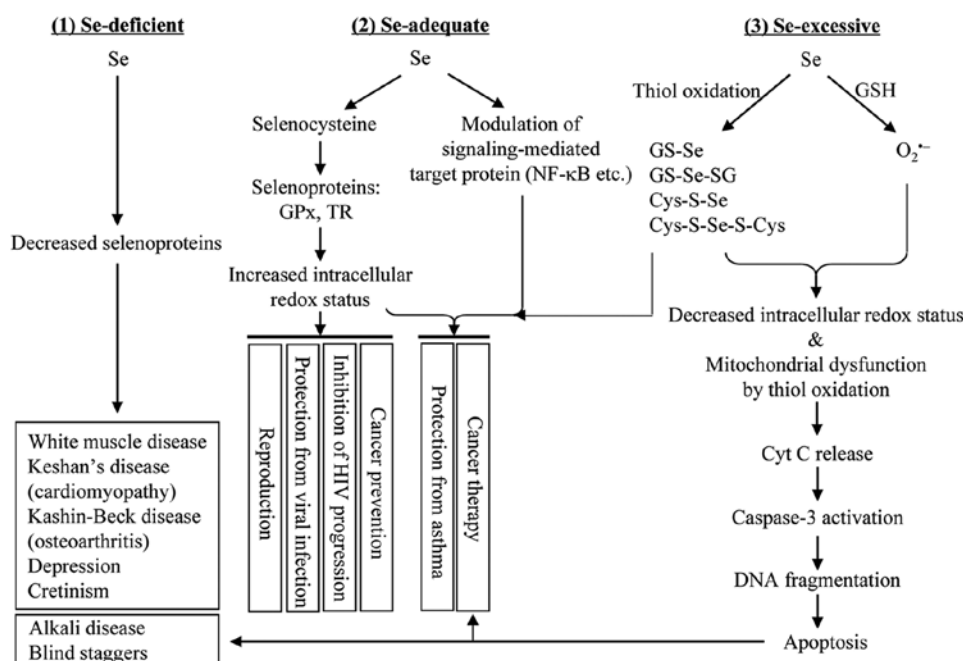 (1) Se-deficient
Se
Decreased selenoproteins
White muscle disease
Keshan's disease
(cardiomyopathy)
Kashin-Beck disease
(osteoarthritis)
Depression
Cretinism
Alkali disease
Blind staggers
(2) Se-adequate
Se
Selenocysteine
Selenoproteins:
GPx, TR
Increased intracellular
redox status
Modulation of
signaling-mediated
target protein (NF-κB etc.)
Reproduction
Protection from viral infection
Inhibition of HIV progression
Cancer prevention
Protection from asthma
Cancer therapy
(3) Se-excessive
Se
Thiol oxidation
GSH
GS-Se
GS-Se-SG
Cys-S-Se
Cys-S-Se-S-Cys
O₂•−
Decreased intracellular redox status
&
Mitochondrial dysfunction
by thiol oxidation
Cyt C release
Caspase-3 activation
DNA fragmentation
Apoptosis